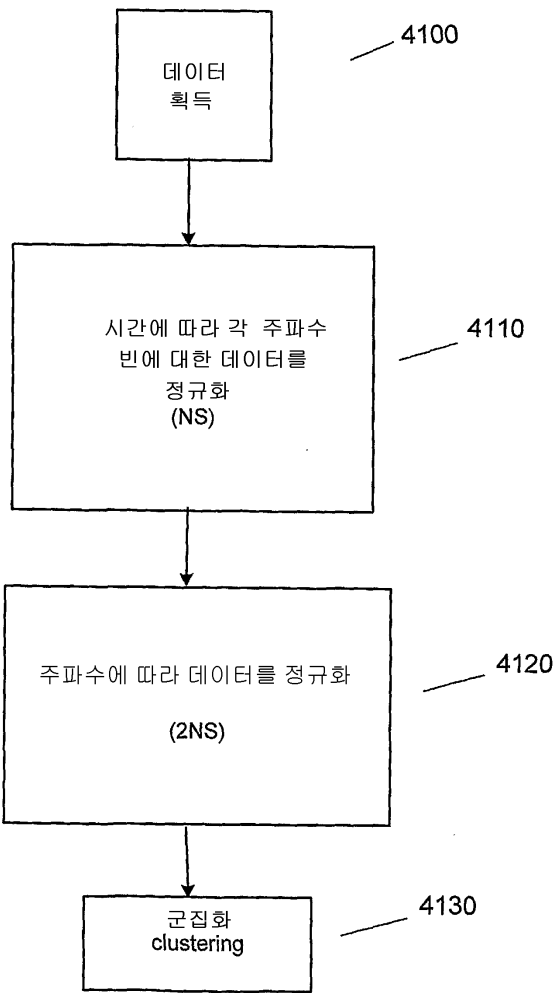 4100
데이터
획득
시간에 따라 각 주파수
빈에 대한 데이터를
정규화
(NS)
4110
주파수에 따라 데이터를 정규화
(2NS)
4120
군집화
clustering
4130